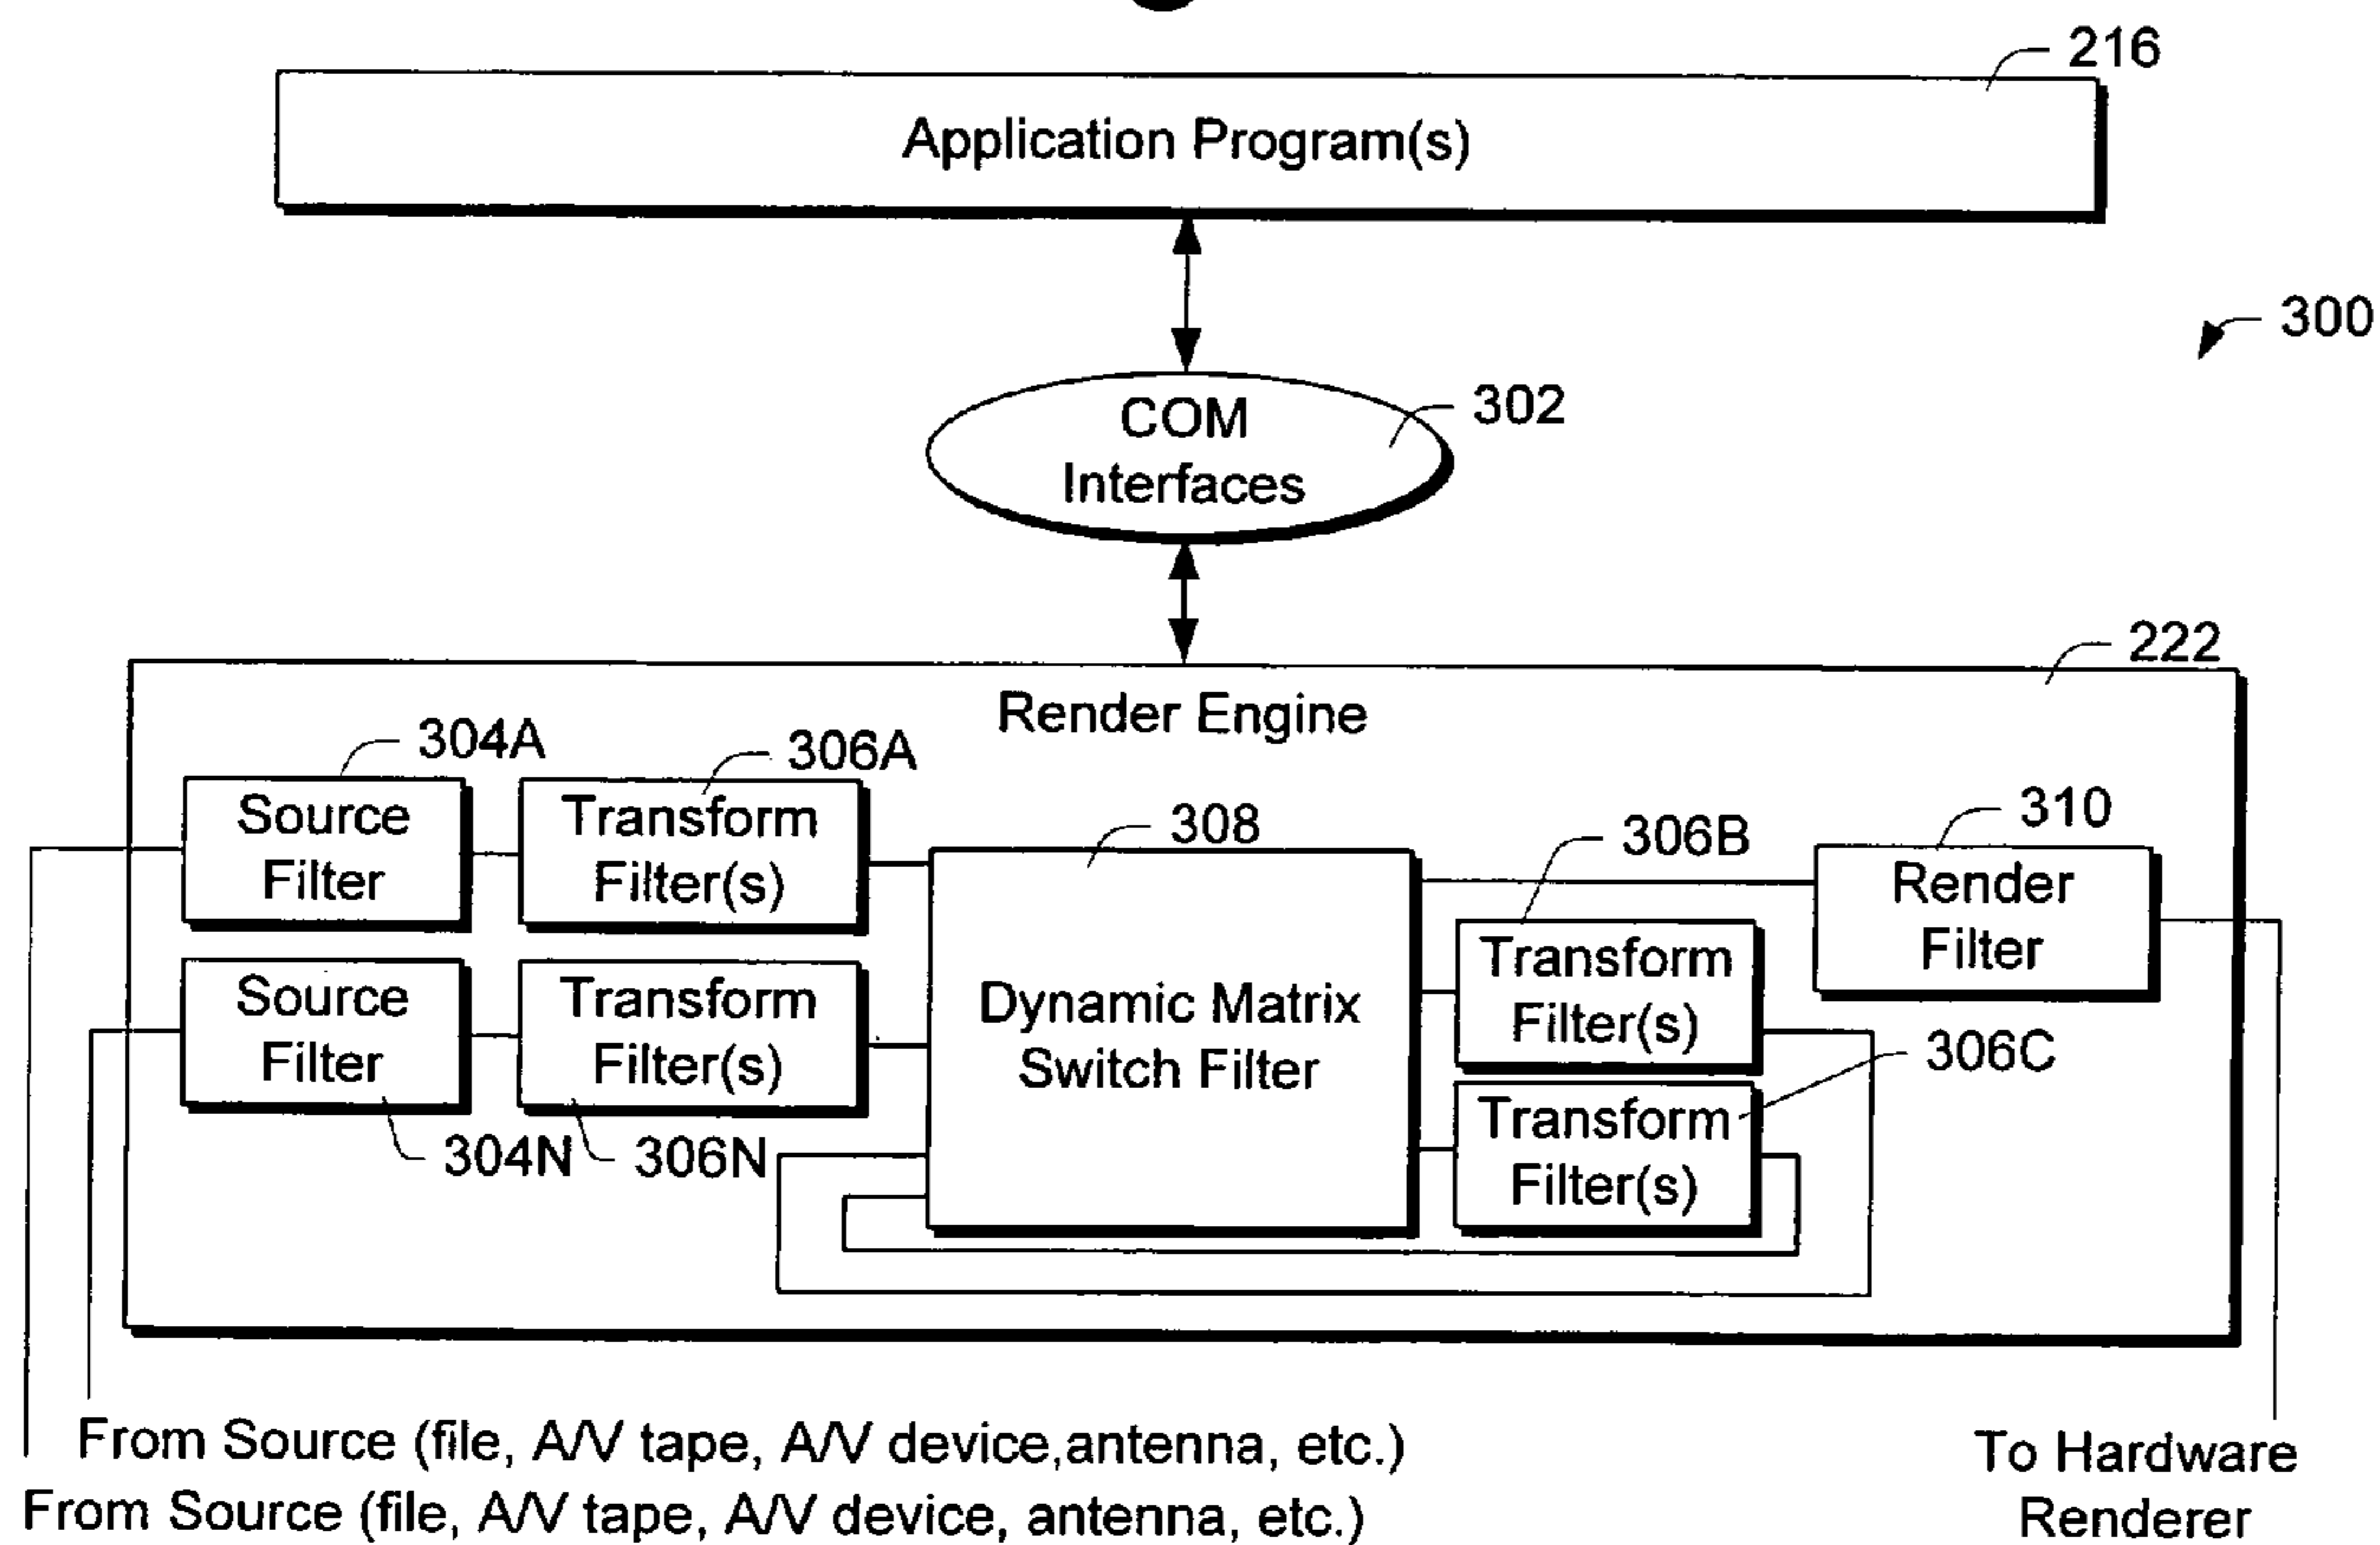 216
Application Program(s)
300
COM
Interfaces
302
222
Render Engine
304A
306A
Source
Filter
Transform
Filter(s)
308
306B
310
Render
Filter
Source
Filter
Transform
Filter(s)
Dynamic Matrix
Switch Filter
Transform
Filter(s)
306C
Transform
Filter(s)
304N
306N
From Source (file, A/V tape, A/V device,antenna, etc.)
From Source (file, A/V tape, A/V device, antenna, etc.)
To Hardware
Renderer